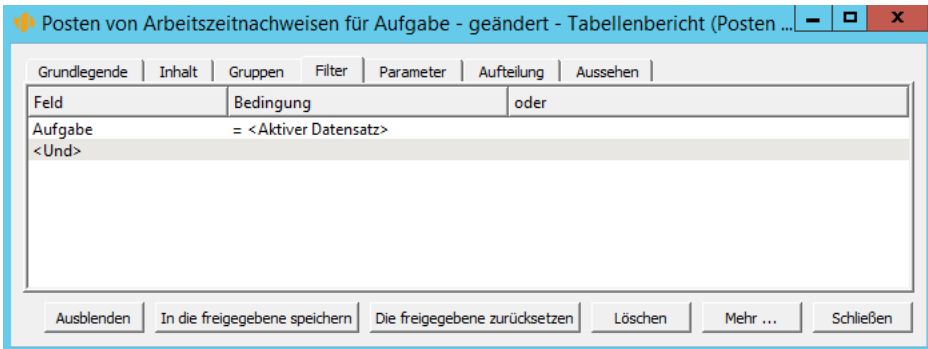 Posten von Arbeitszeitnachweisen für Aufgabe - geändert - Tabellenbericht (Posten ...
Grundlegende Inhalt Gruppen Filter Parameter Aufteilung Aussehen
Feld Bedingung oder
Aufgabe = <Aktiver Datensatz>
<Und>
Ausblenden In die freigegebene speichern Die freigegebene zurücksetzen Löschen Mehr ... Schließen